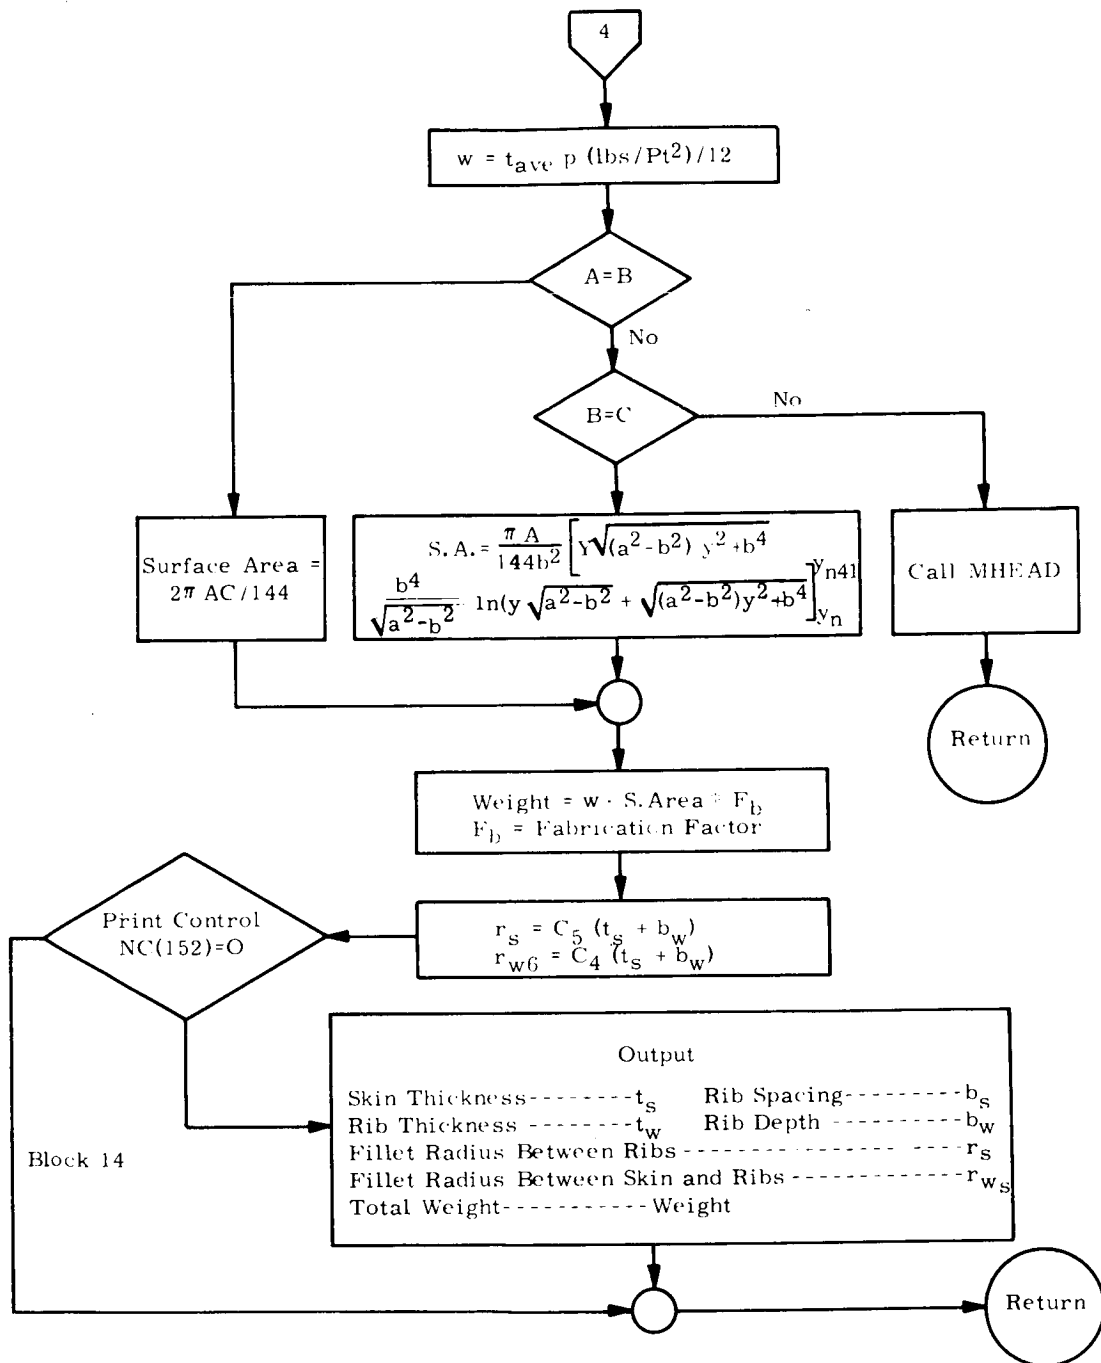 4
w = t_ave p (lbs/Pt²)/12
A=B
No
B=C
No
Surface Area =
2π AC/144
S.A. = π A / 144b² [Y√((a²-b²) y²+b⁴)
b⁴ / √(a²-b²) ln(y √(a²-b²) + √((a²-b²)y²+b⁴)]_{y_n}^{y_{n41}}
Call MHEAD
Return
Weight = w · S.Area * F_b
F_b = Fabrication Factor
r_s = C_5 (t_s + b_w)
r_w6 = C_4 (t_s + b_w)
Print Control
NC(152)=O
Output
Skin Thickness--------t_s Rib Spacing----------b_s
Rib Thickness --------t_w Rib Depth ----------b_w
Fillet Radius Between Ribs---------------- ----r_s
Fillet Radius Between Skin and Ribs-------------r_{w_s}
Total Weight-----------Weight
Block 14
Return